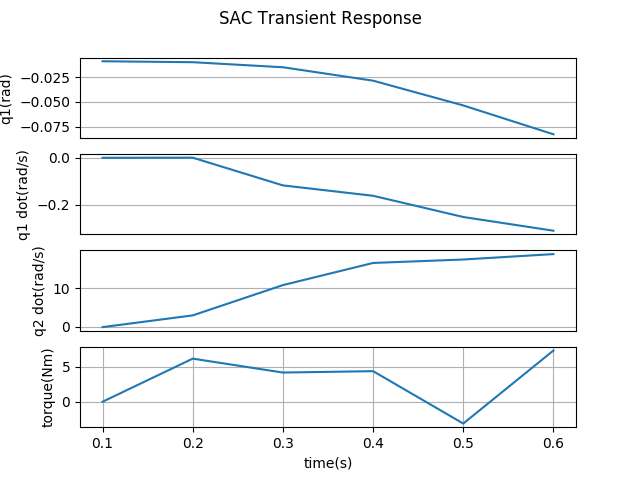 SAC Transient Response
q1(rad)
−0.025
−0.050
−0.075
q1 dot(rad/s)
0.0
−0.2
q2 dot(rad/s)
10
0
torque(Nm)
5
0
0.1 0.2 0.3 0.4 0.5 0.6
time(s)